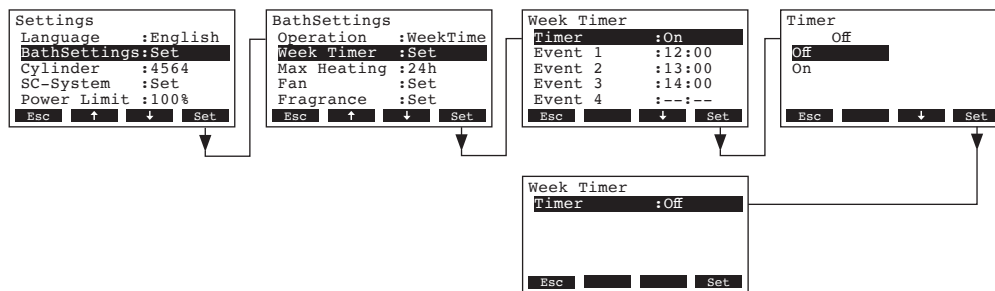 Settings
Language :English
BathSettings:Set
Cylinder :4564
SC-System :Set
Power Limit :100%
Esc ↑ ↓ Set
BathSettings
Operation :WeekTime
Week Timer :Set
Max Heating :24h
Fan :Set
Fragrance :Set
Esc ↑ ↓ Set
Week Timer
Timer :On
Event 1 :12:00
Event 2 :13:00
Event 3 :14:00
Event 4 :--:--
Esc ↓ Set
Timer
Off
Off
On
Esc ↓ Set
Week Timer
Timer :Off
Esc Set